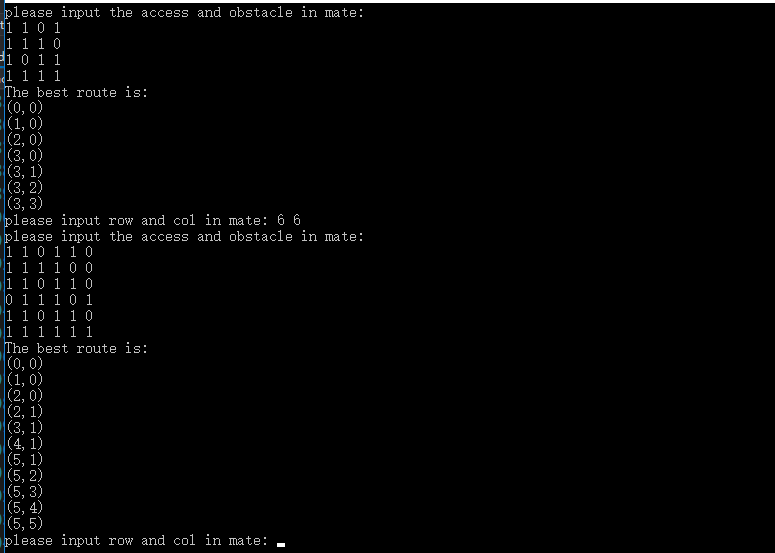 please input the access and obstacle in mate:
1 1 0 1
1 1 1 0
1 0 1 1
1 1 1 1
The best route is:
(0,0)
(1,0)
(2,0)
(3,0)
(3,1)
(3,2)
(3,3)
please input row and col in mate: 6 6
please input the access and obstacle in mate:
1 1 0 1 1 0
1 1 1 1 0 0
1 1 0 1 1 0
0 1 1 1 0 1
1 1 0 1 1 0
1 1 1 1 1 1
The best route is:
(0,0)
(1,0)
(2,0)
(2,1)
(3,1)
(4,1)
(5,1)
(5,2)
(5,3)
(5,4)
(5,5)
please input row and col in mate: